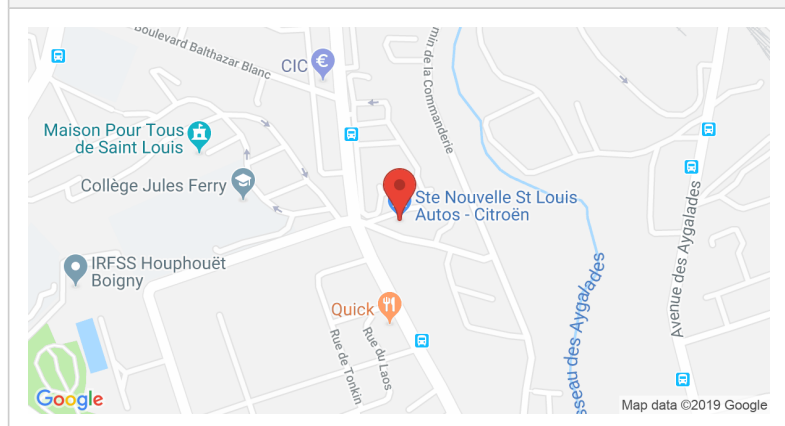 Boulevard Balthazar Blanc
CIC
€
min de la Commanderie
Maison Pour Tous
de Saint Louis
Collège Jules Ferry
Ste Nouvelle St Louis
Autos - Citroën
IRFSS Houphouët
Boigny
Quick
Rue de Tonkin
Rue du Laos
sseau des Aygalades
Avenue des Aygalades
Google
Map data ©2019 Google